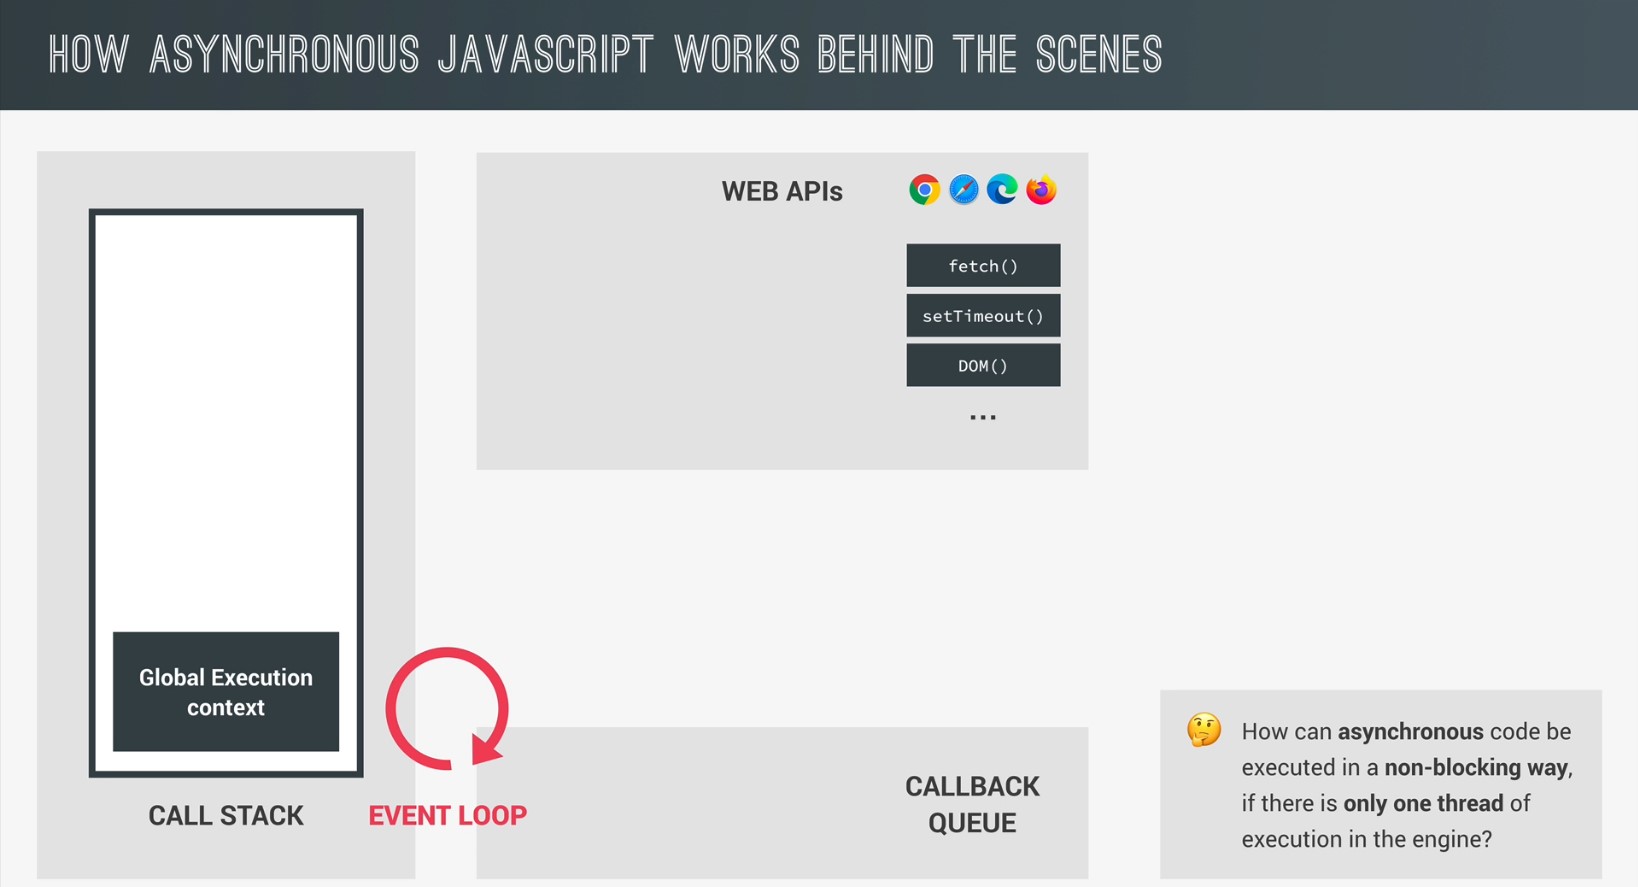 HOW ASYNCHRONOUS JAVASCRIPT WORKS BEHIND THE SCENES
WEB APIs
fetch()
setTimeout()
DOM()
...
Global Execution
context
CALL STACK
EVENT LOOP
CALLBACK
QUEUE
How can asynchronous code be
executed in a non-blocking way,
if there is only one thread of
execution in the engine?